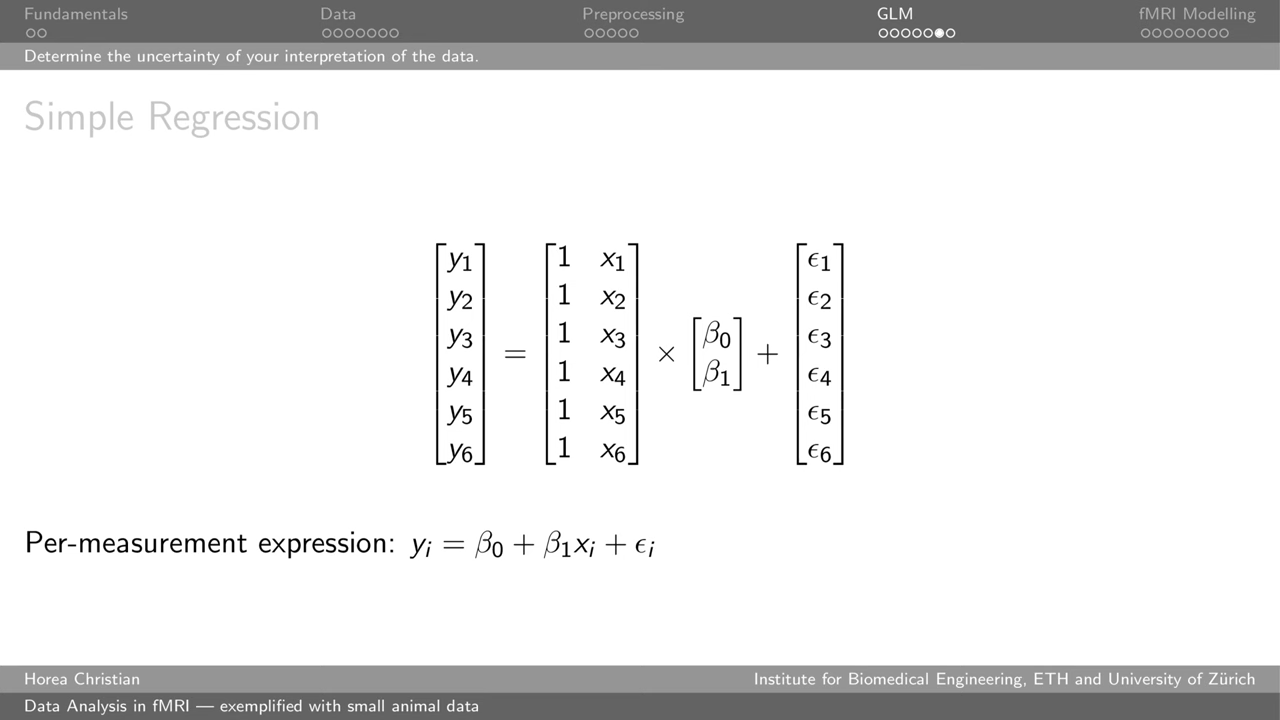 Fundamentals Data Preprocessing GLM fMRI Modelling
Determine the uncertainty of your interpretation of the data.
Simple Regression
y1 1 x1 ϵ1
y2 1 x2 ϵ2
y3 1 x3 β0 ϵ3
= × +
y4 1 x4 β1 ϵ4
y5 1 x5 ϵ5
y6 1 x6 ϵ6
Per-measurement expression: yi = β0 + β1xi + ϵi
Horea Christian Institute for Biomedical Engineering, ETH and University of Zürich
Data Analysis in fMRI — exemplified with small animal data